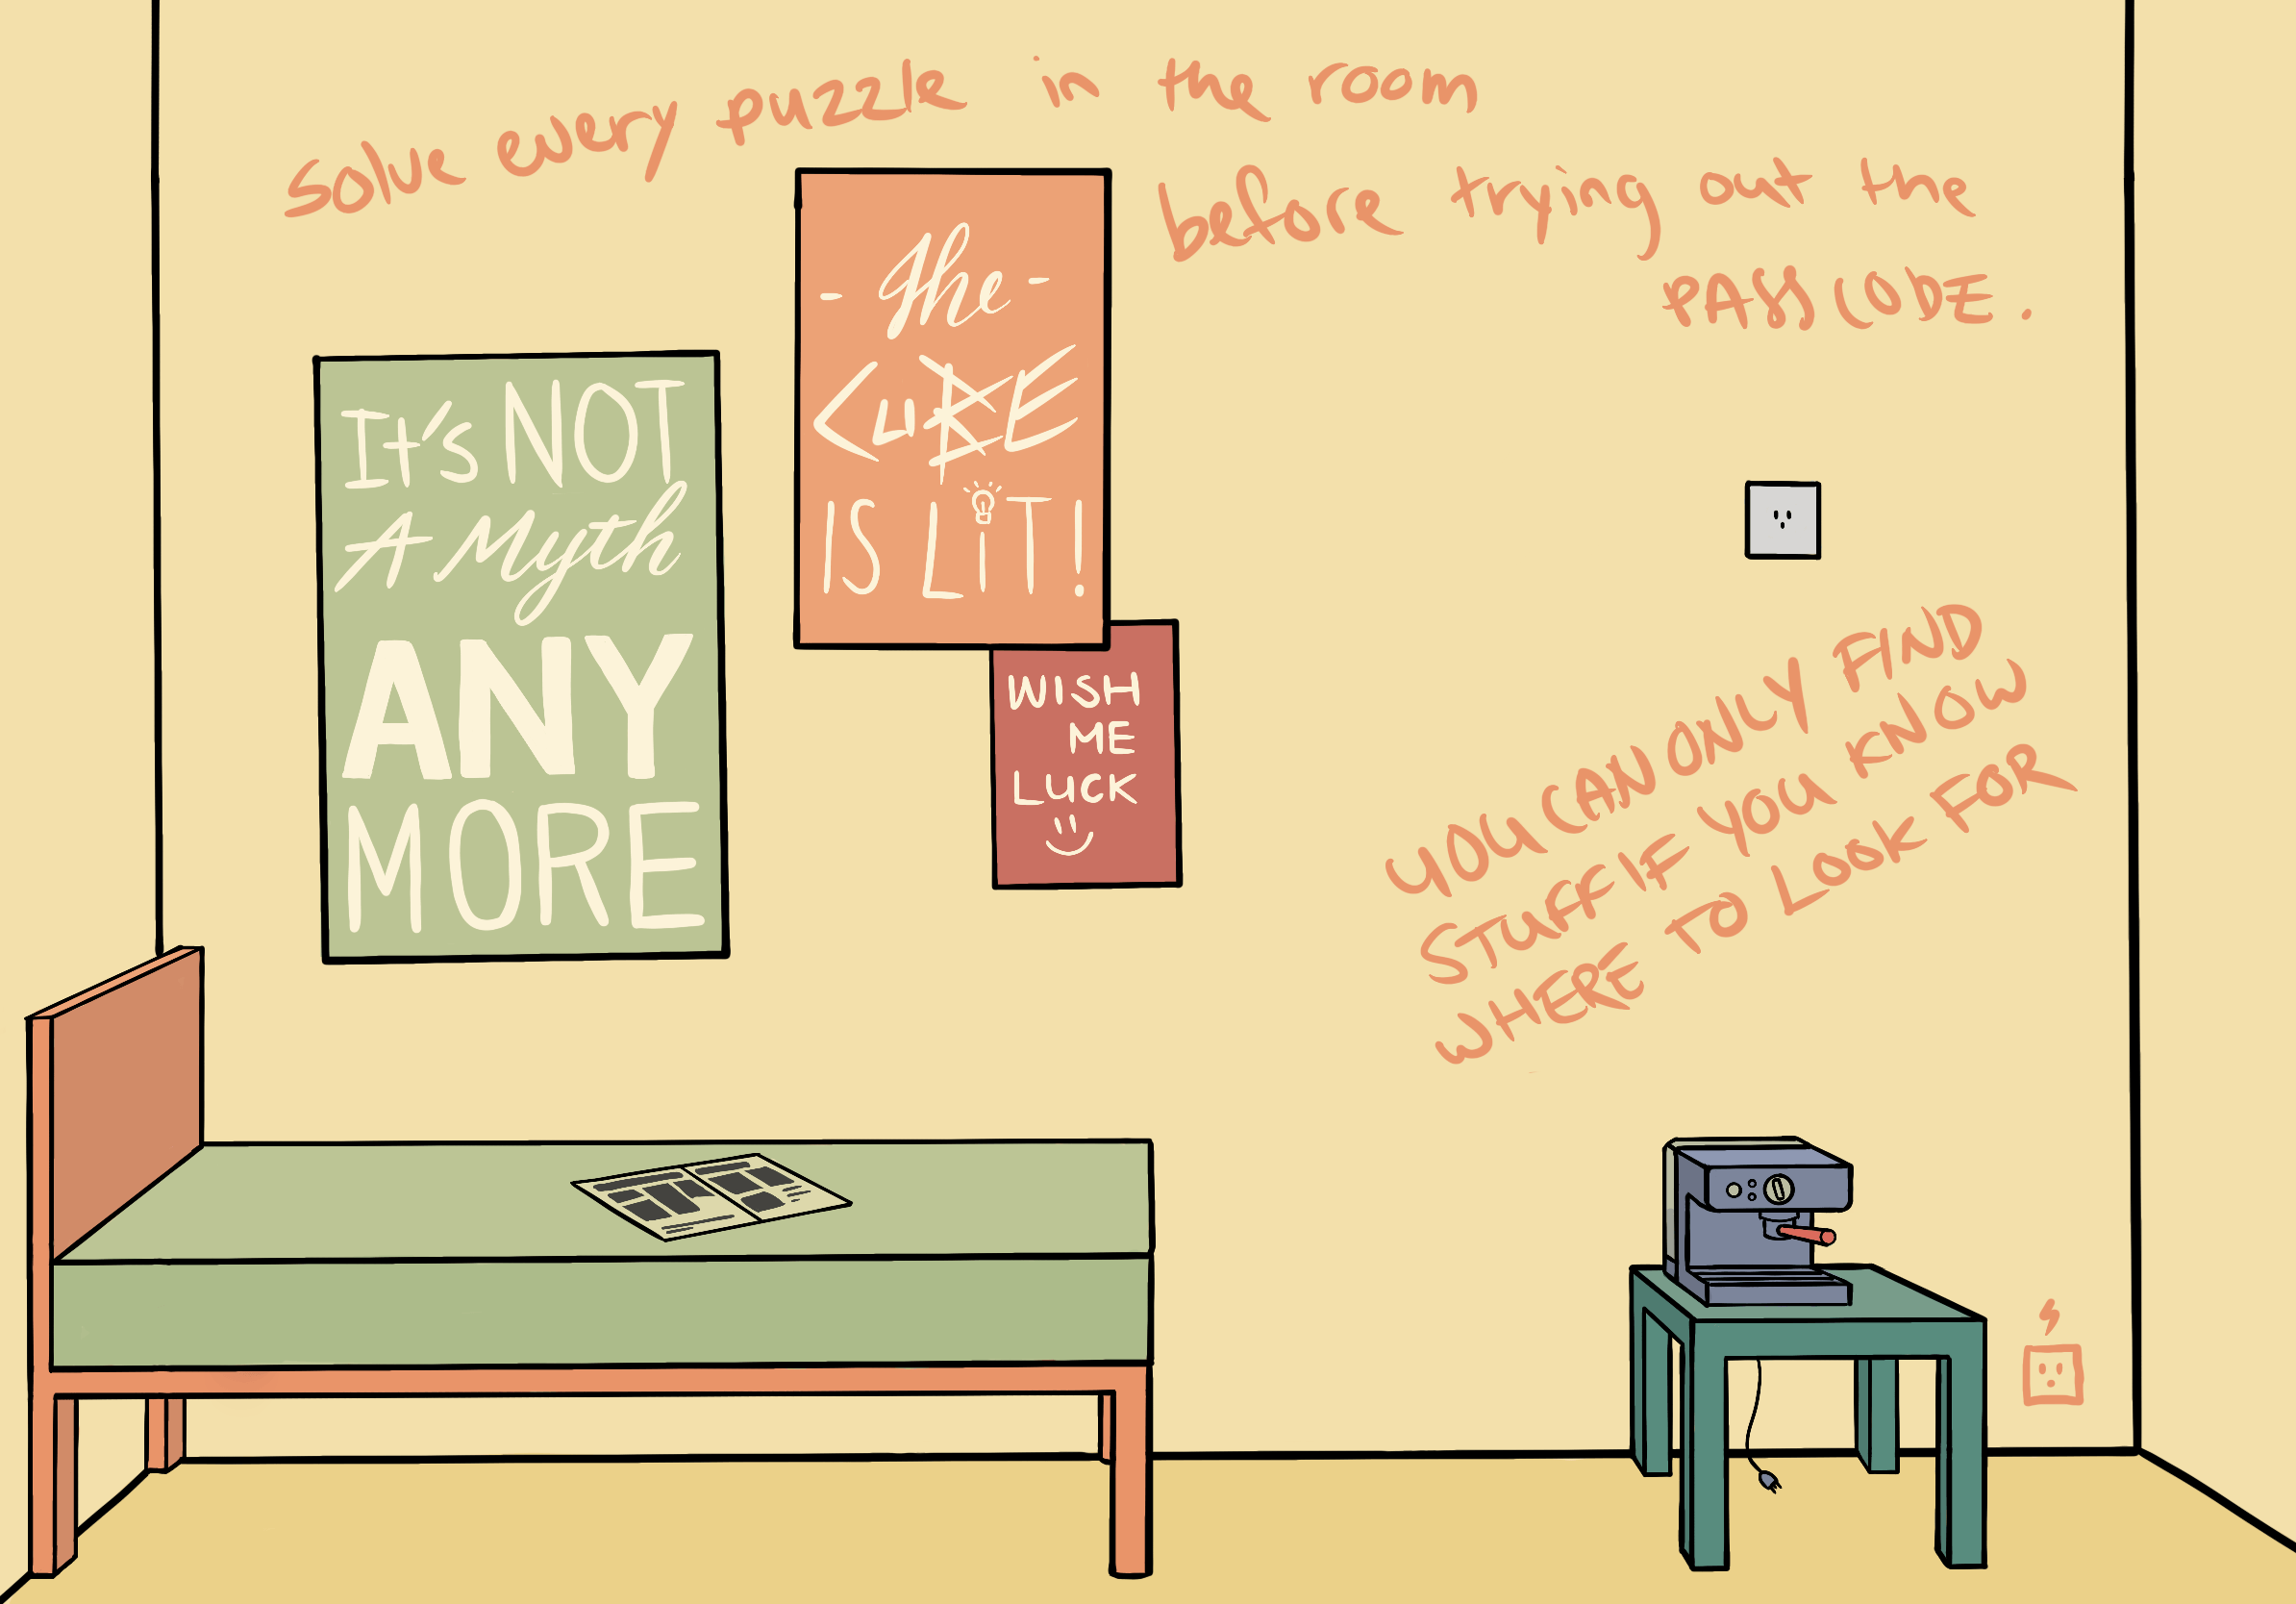 Solve every puzzle in the room
before trying out the
PASSCODE.
It's NOT
A Myth
ANY
MORE
- The -
CUBE
IS LiT!
WISH
ME
LUCK
YOU CAN ONLY FIND
STUFF IF YOU KNOW
WHERE TO LOOK FOR